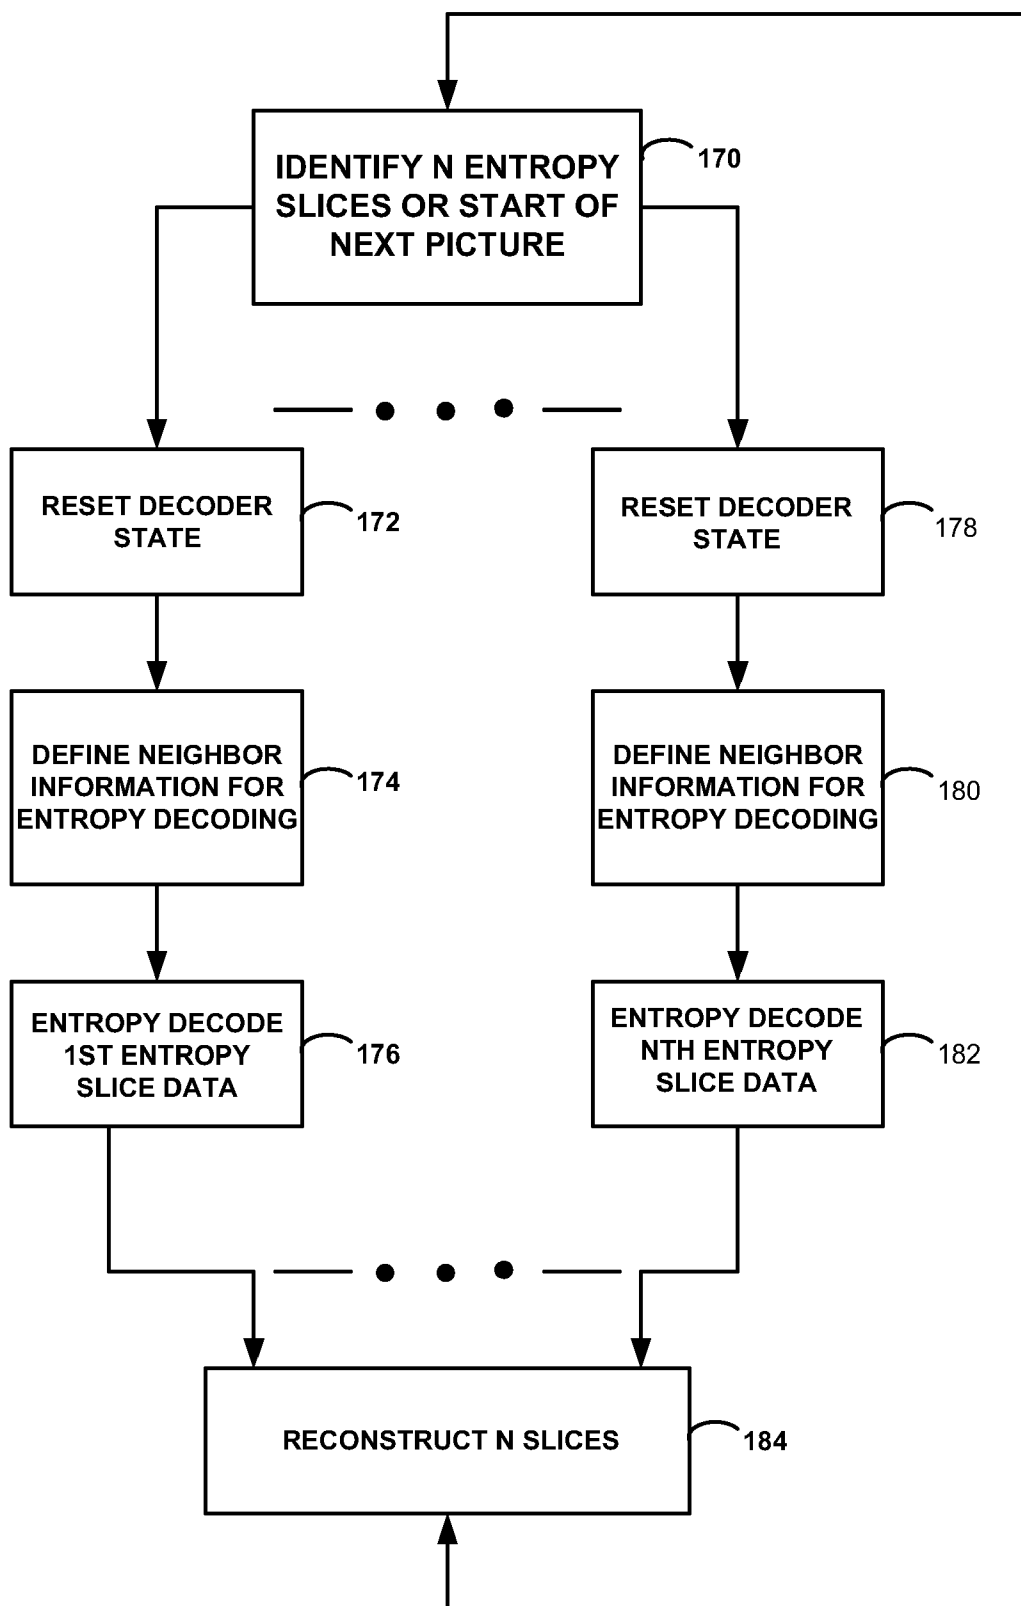 IDENTIFY N ENTROPY
SLICES OR START OF
NEXT PICTURE
170
RESET DECODER
STATE
172
RESET DECODER
STATE
178
DEFINE NEIGHBOR
INFORMATION FOR
ENTROPY DECODING
174
DEFINE NEIGHBOR
INFORMATION FOR
ENTROPY DECODING
180
ENTROPY DECODE
1ST ENTROPY
SLICE DATA
176
ENTROPY DECODE
NTH ENTROPY
SLICE DATA
182
RECONSTRUCT N SLICES
184